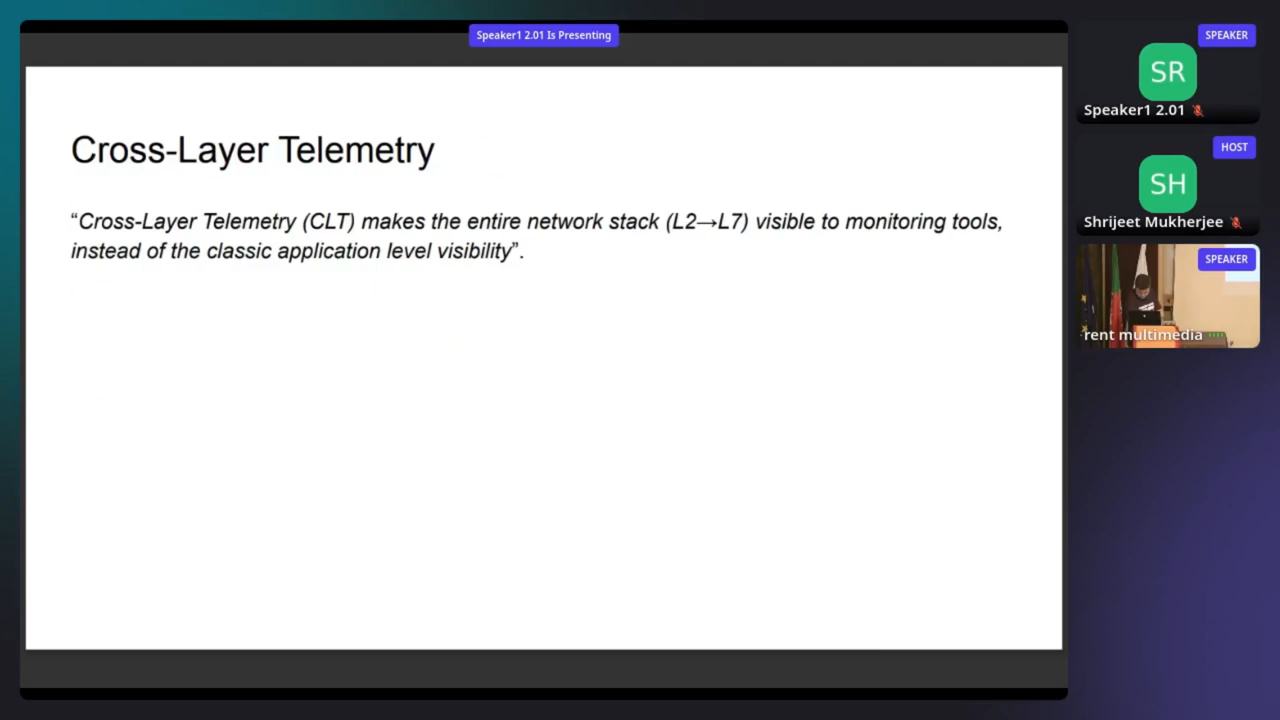 Speaker1 2.01 Is Presenting
Cross-Layer Telemetry
“Cross-Layer Telemetry (CLT) makes the entire network stack (L2→L7) visible to monitoring tools,
instead of the classic application level visibility”.
SPEAKER
SR
Speaker1 2.01
HOST
SH
Shrijeet Mukherjee
SPEAKER
rent multimedia